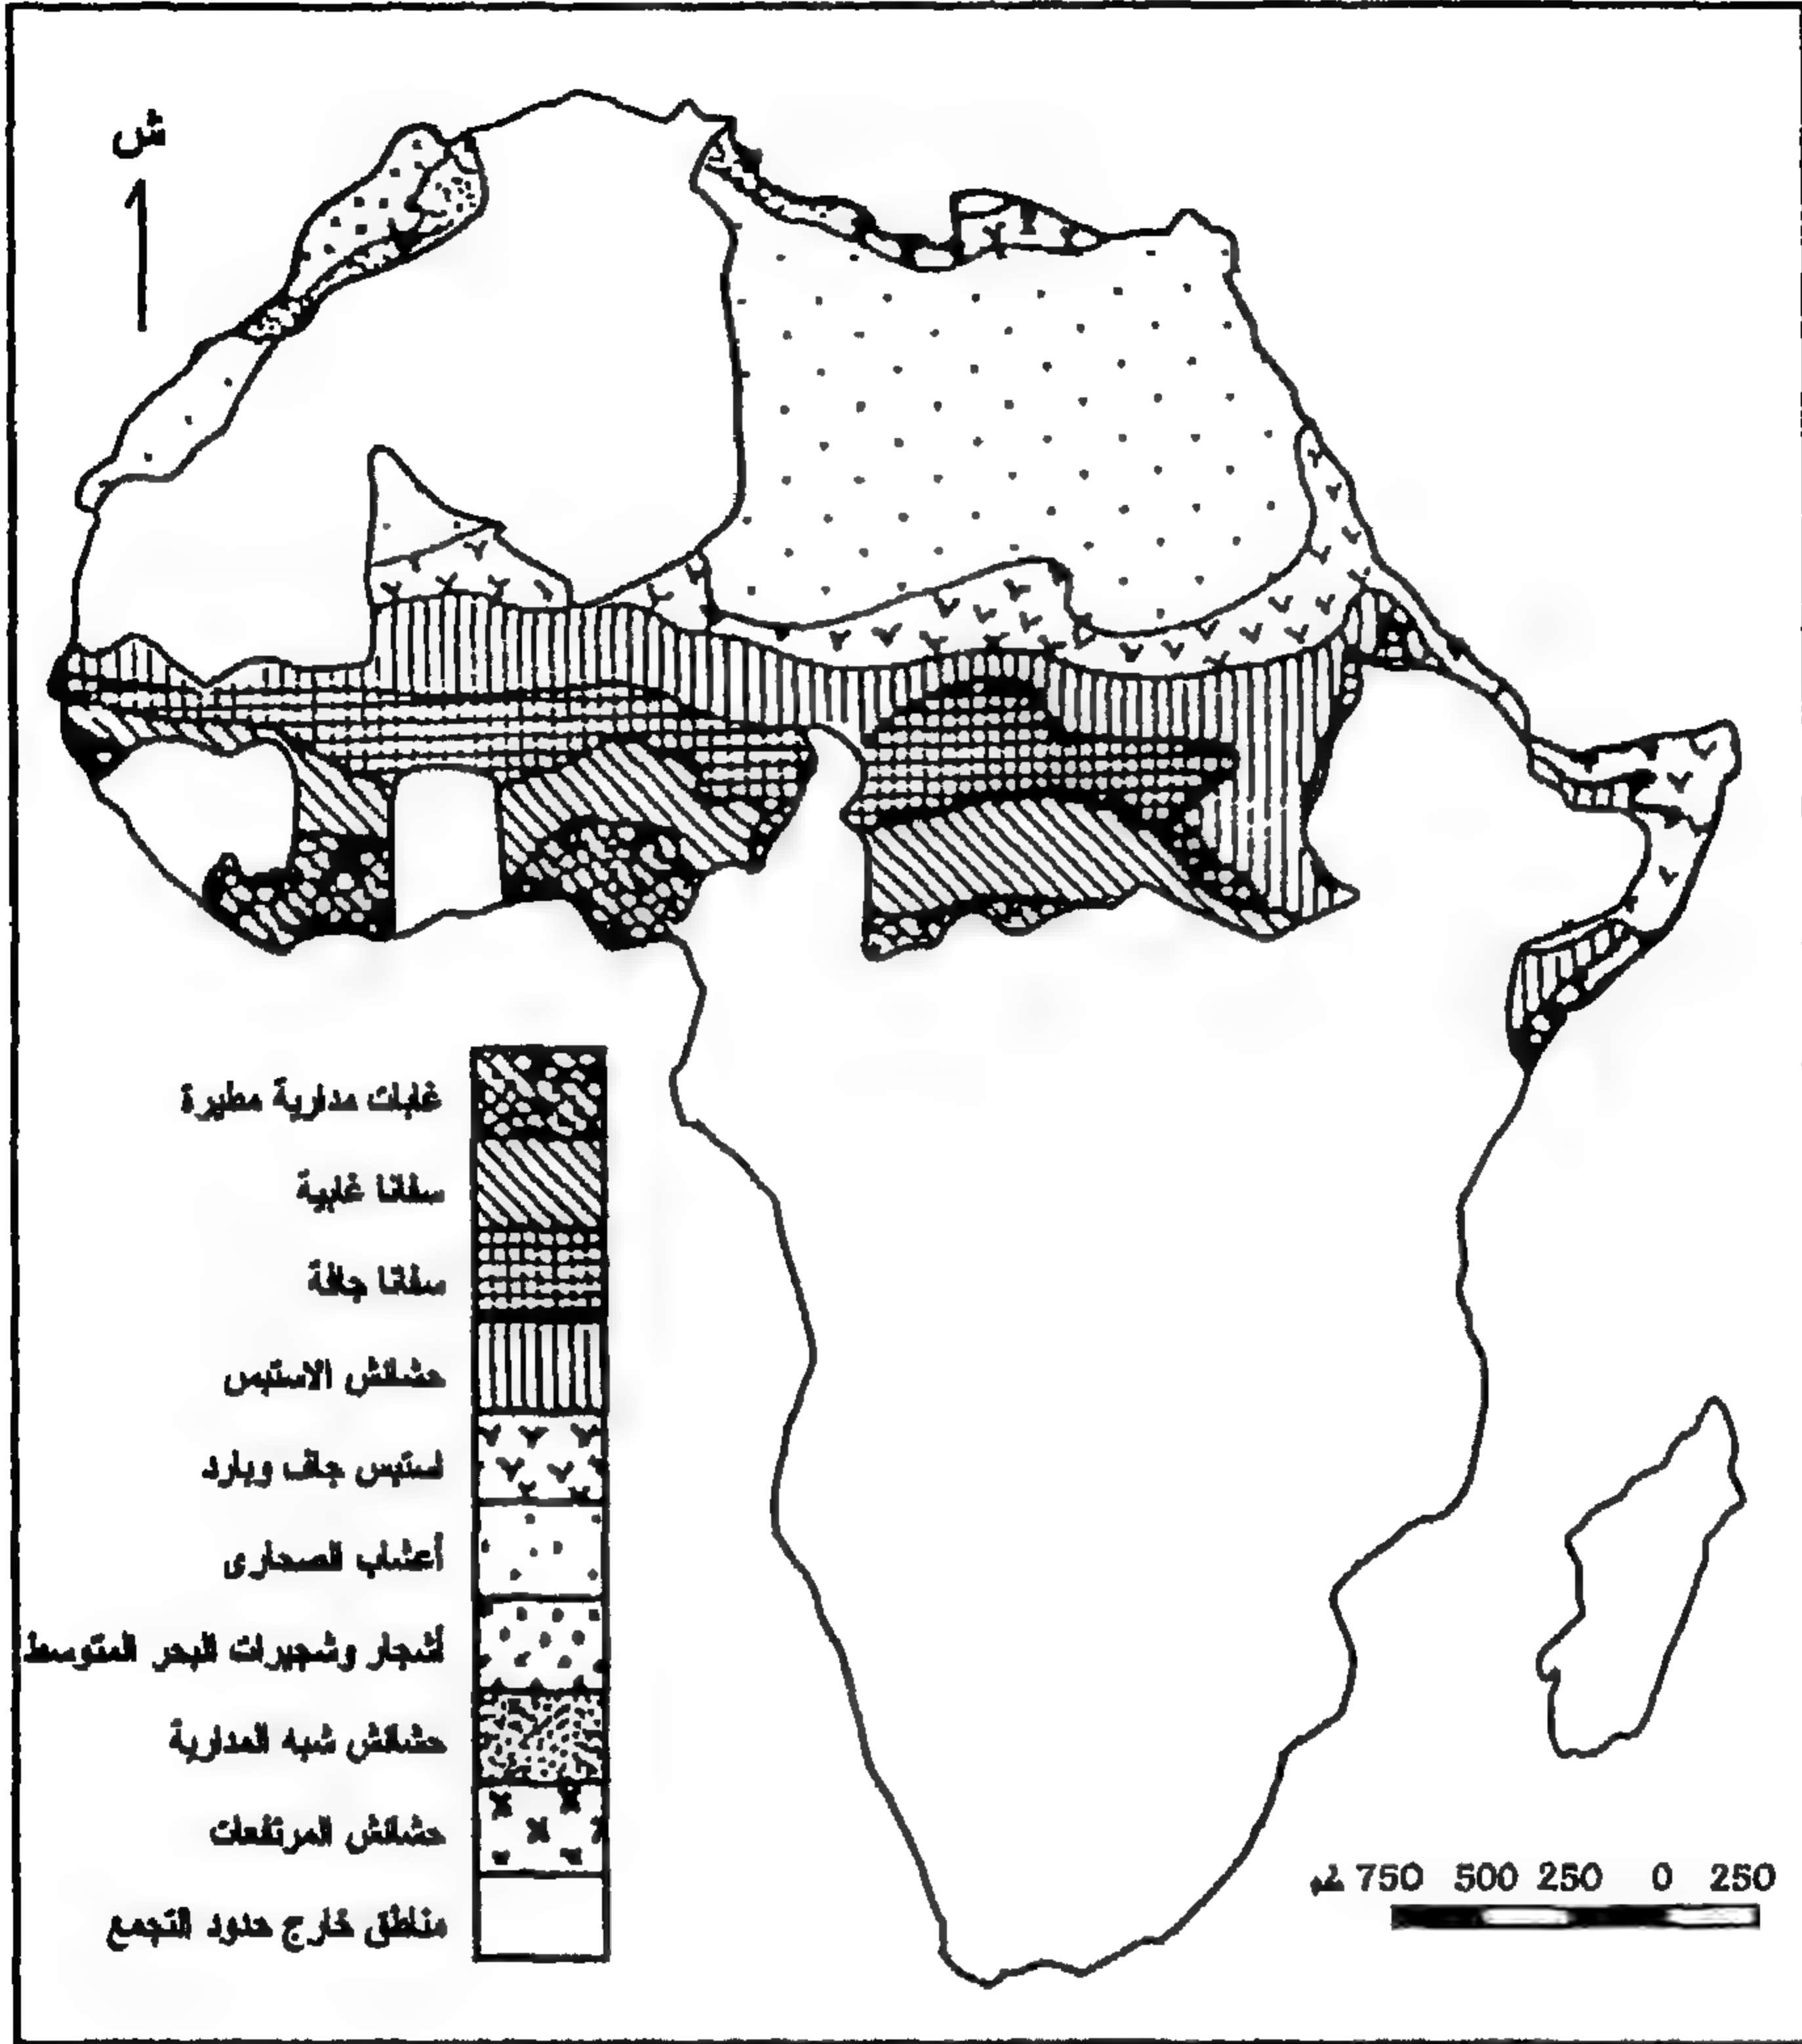 ش
غابات مدارية مطيرة
سفانا غابية
سفانا جافة
حشائش الاستبس
استبس جاف وبارد
أعشاب الصحارى
أشجار وشجيرات البحر المتوسط
حشائش شبه المدارية
حشائش المرتفعات
مناطق خارج حدود التجمع
250 0 250 500 750 كم